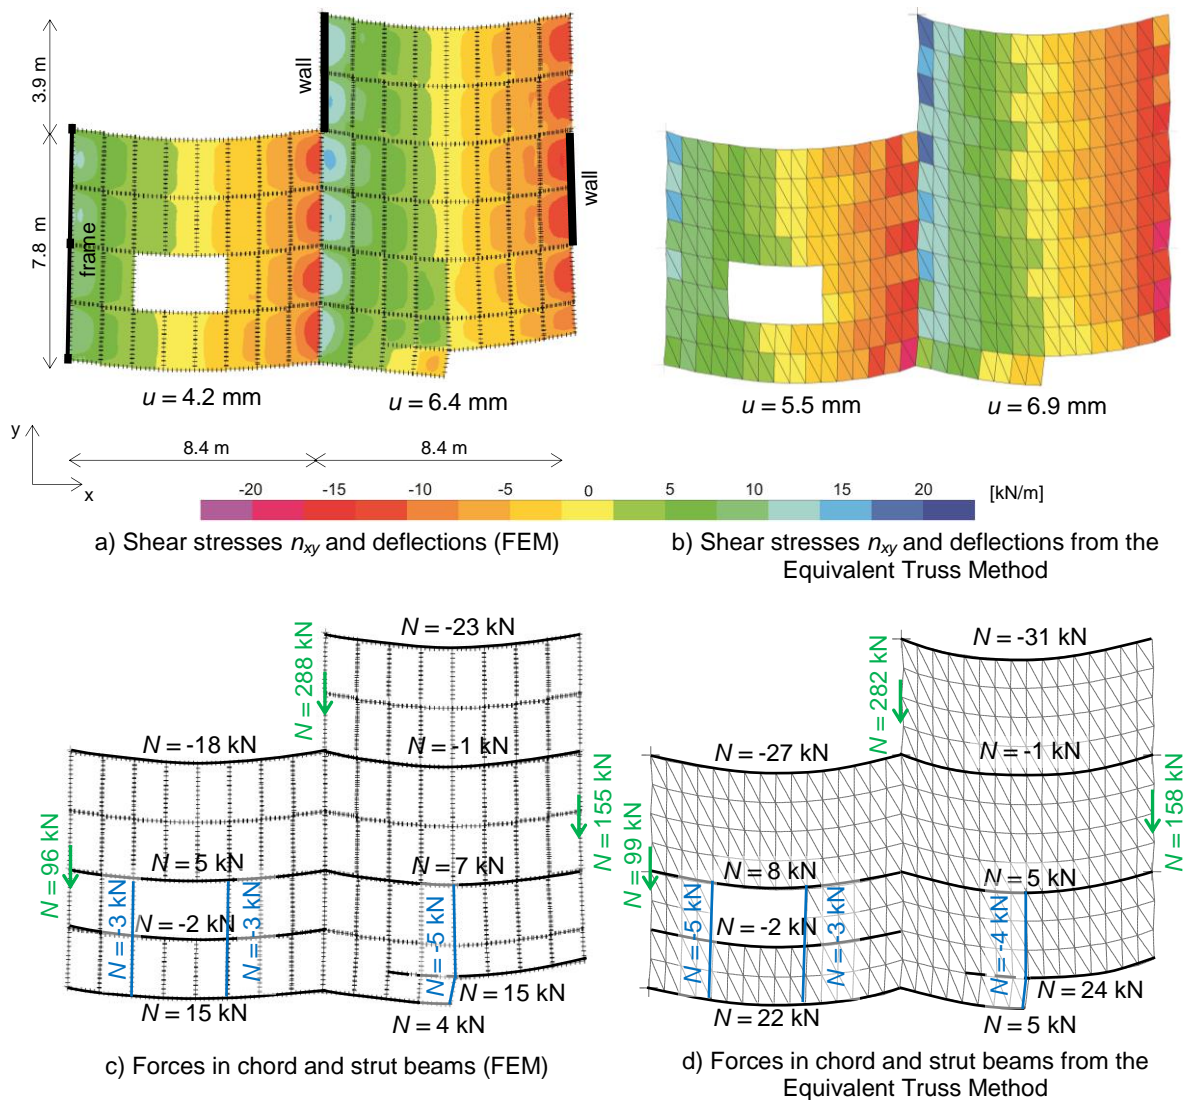 3.9 m
7.8 m
wall
wall
frame
u = 4.2 mm
u = 6.4 mm
u = 5.5 mm
u = 6.9 mm
y
x
8.4 m
8.4 m
-20 -15 -10 -5 0 5 10 15 20 [kN/m]
a) Shear stresses nxy and deflections (FEM)
b) Shear stresses nxy and deflections from the
Equivalent Truss Method
N = -23 kN
N = 288 kN
N = -18 kN
N = -1 kN
N = 155 kN
N = 96 kN
N = 5 kN
N = 7 kN
N = -3 kN
N = -2 kN
N = -3 kN
N = -5 kN
N = 15 kN
N = 15 kN
N = 4 kN
c) Forces in chord and strut beams (FEM)
N = -31 kN
N = 282 kN
N = -27 kN
N = -1 kN
N = 158 kN
N = 99 kN
N = 8 kN
N = 5 kN
N = -5 kN
N = -2 kN
N = -3 kN
N = -4 kN
N = 22 kN
N = 24 kN
N = 5 kN
d) Forces in chord and strut beams from the
Equivalent Truss Method